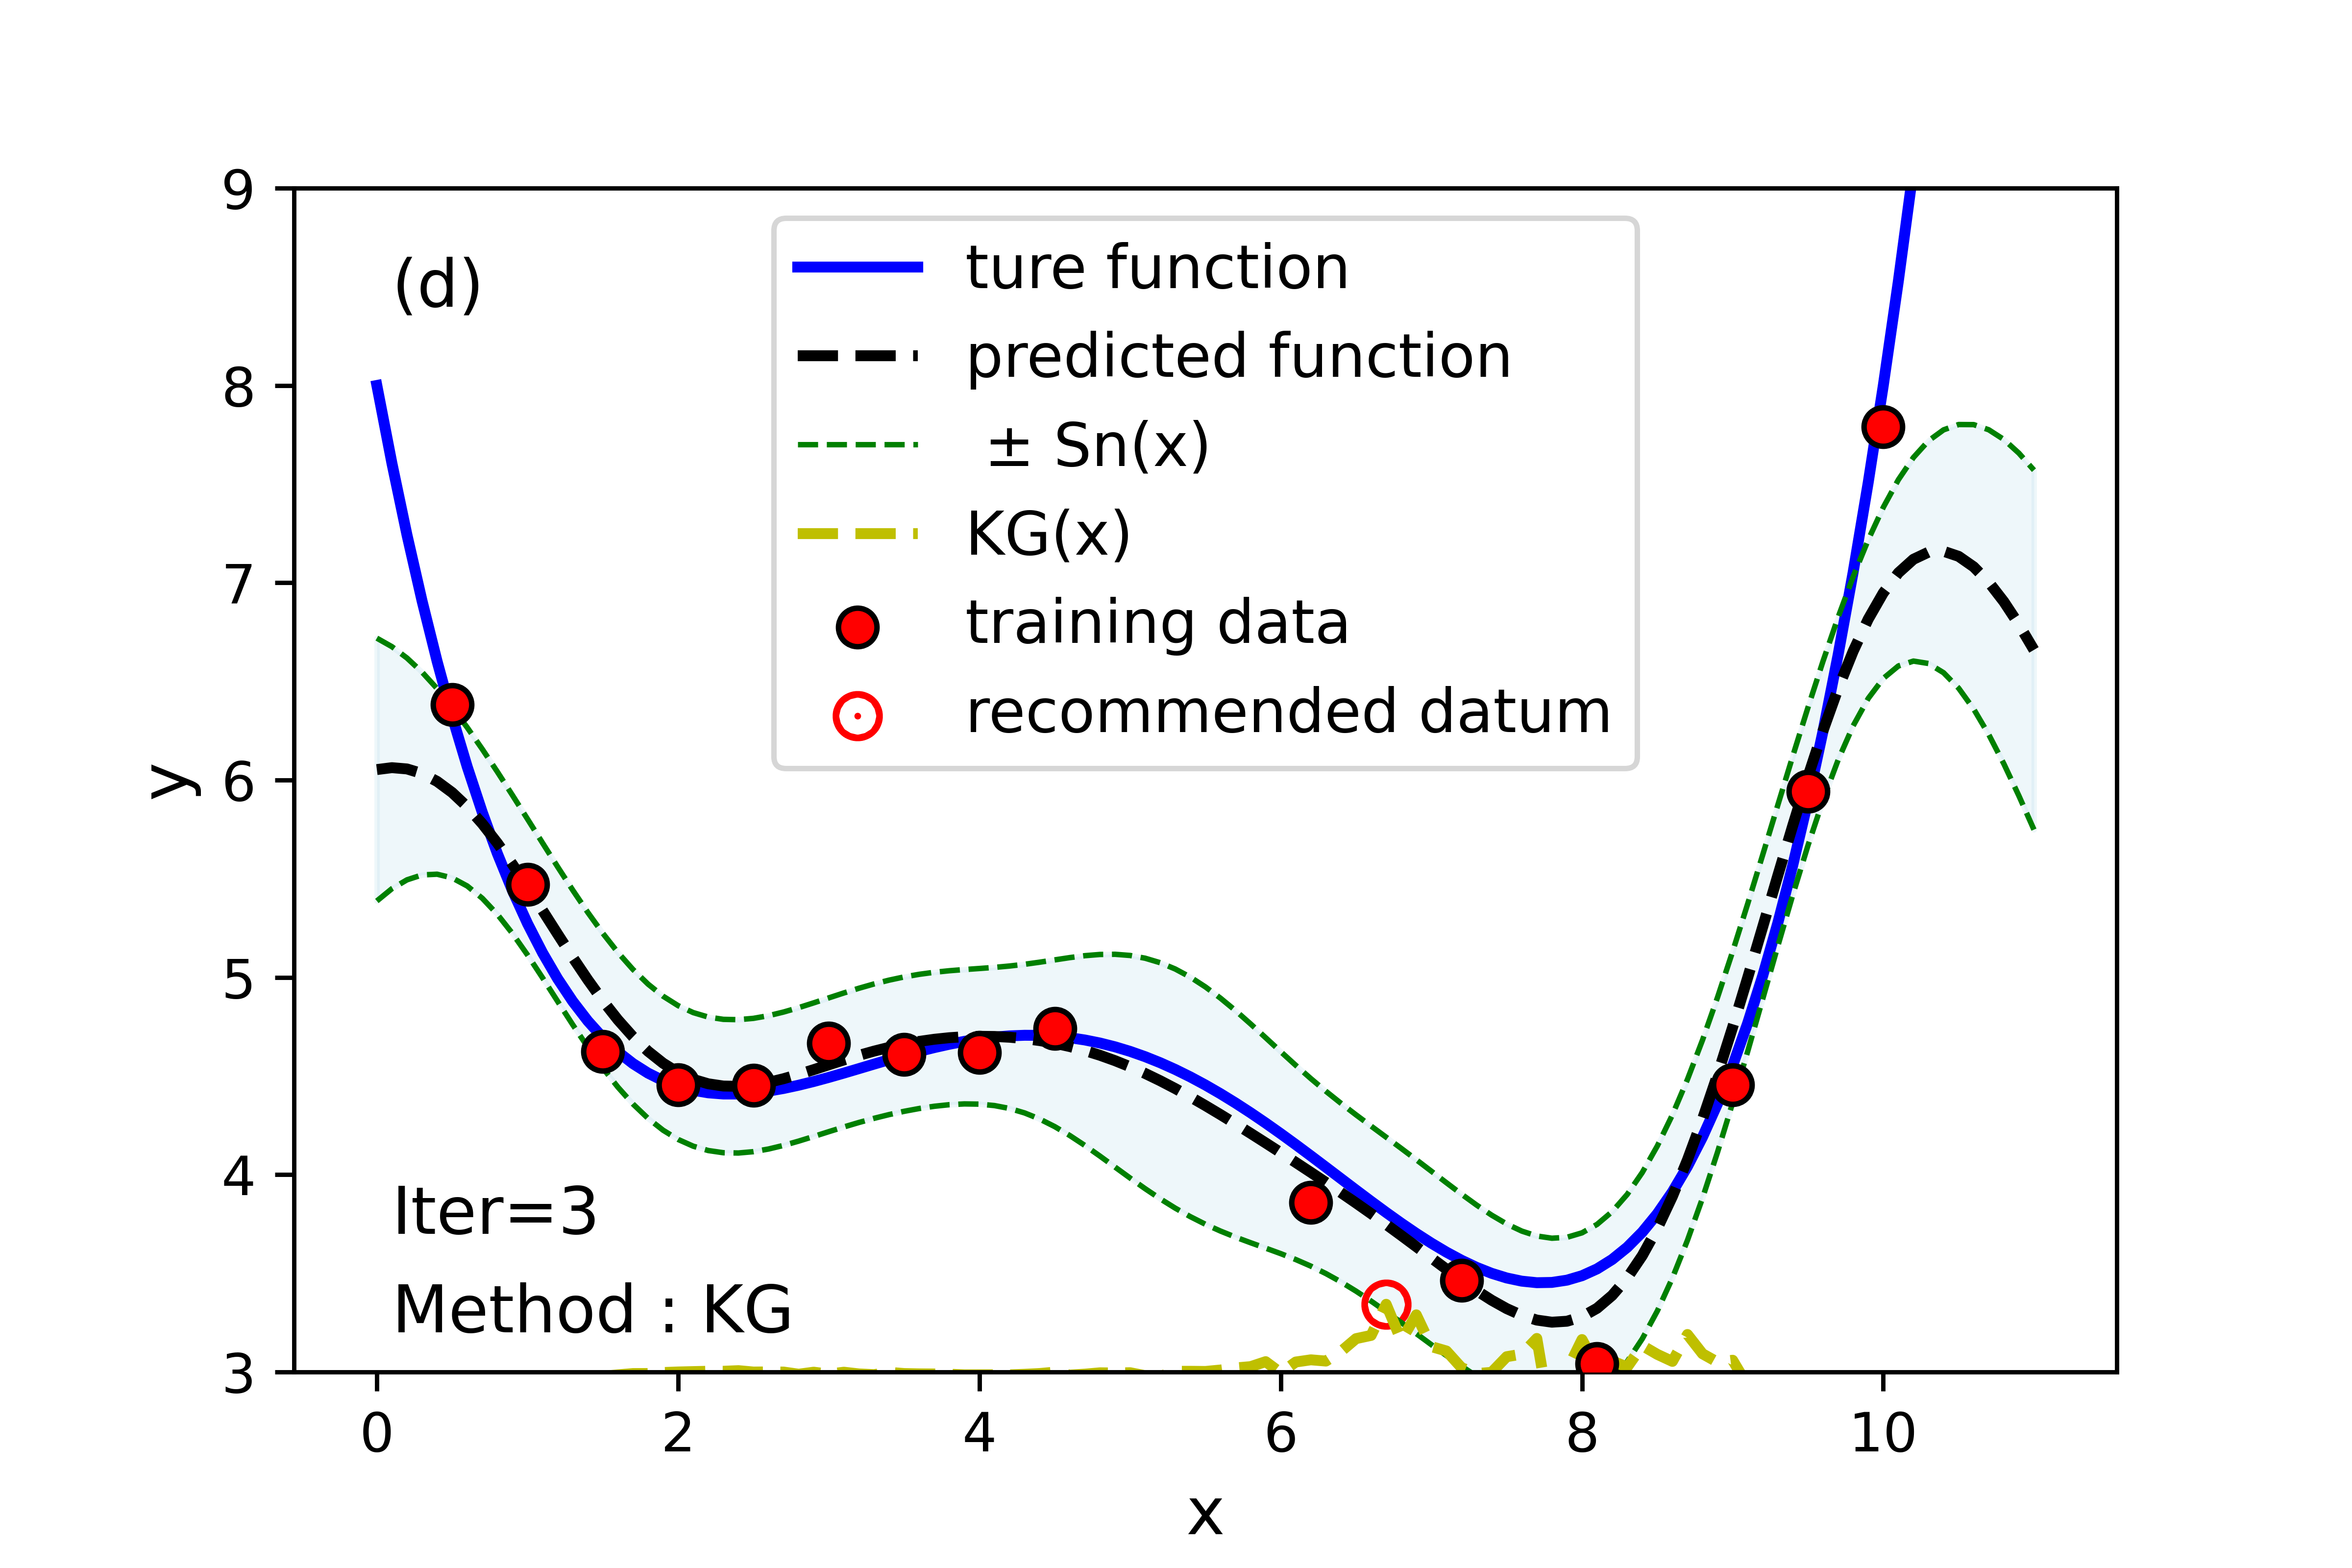 (d)
ture function
predicted function
± Sn(x)
KG(x)
training data
recommended datum
Iter=3
Method : KG
y
9
8
7
6
5
4
3
0 2 4 6 8 10
x